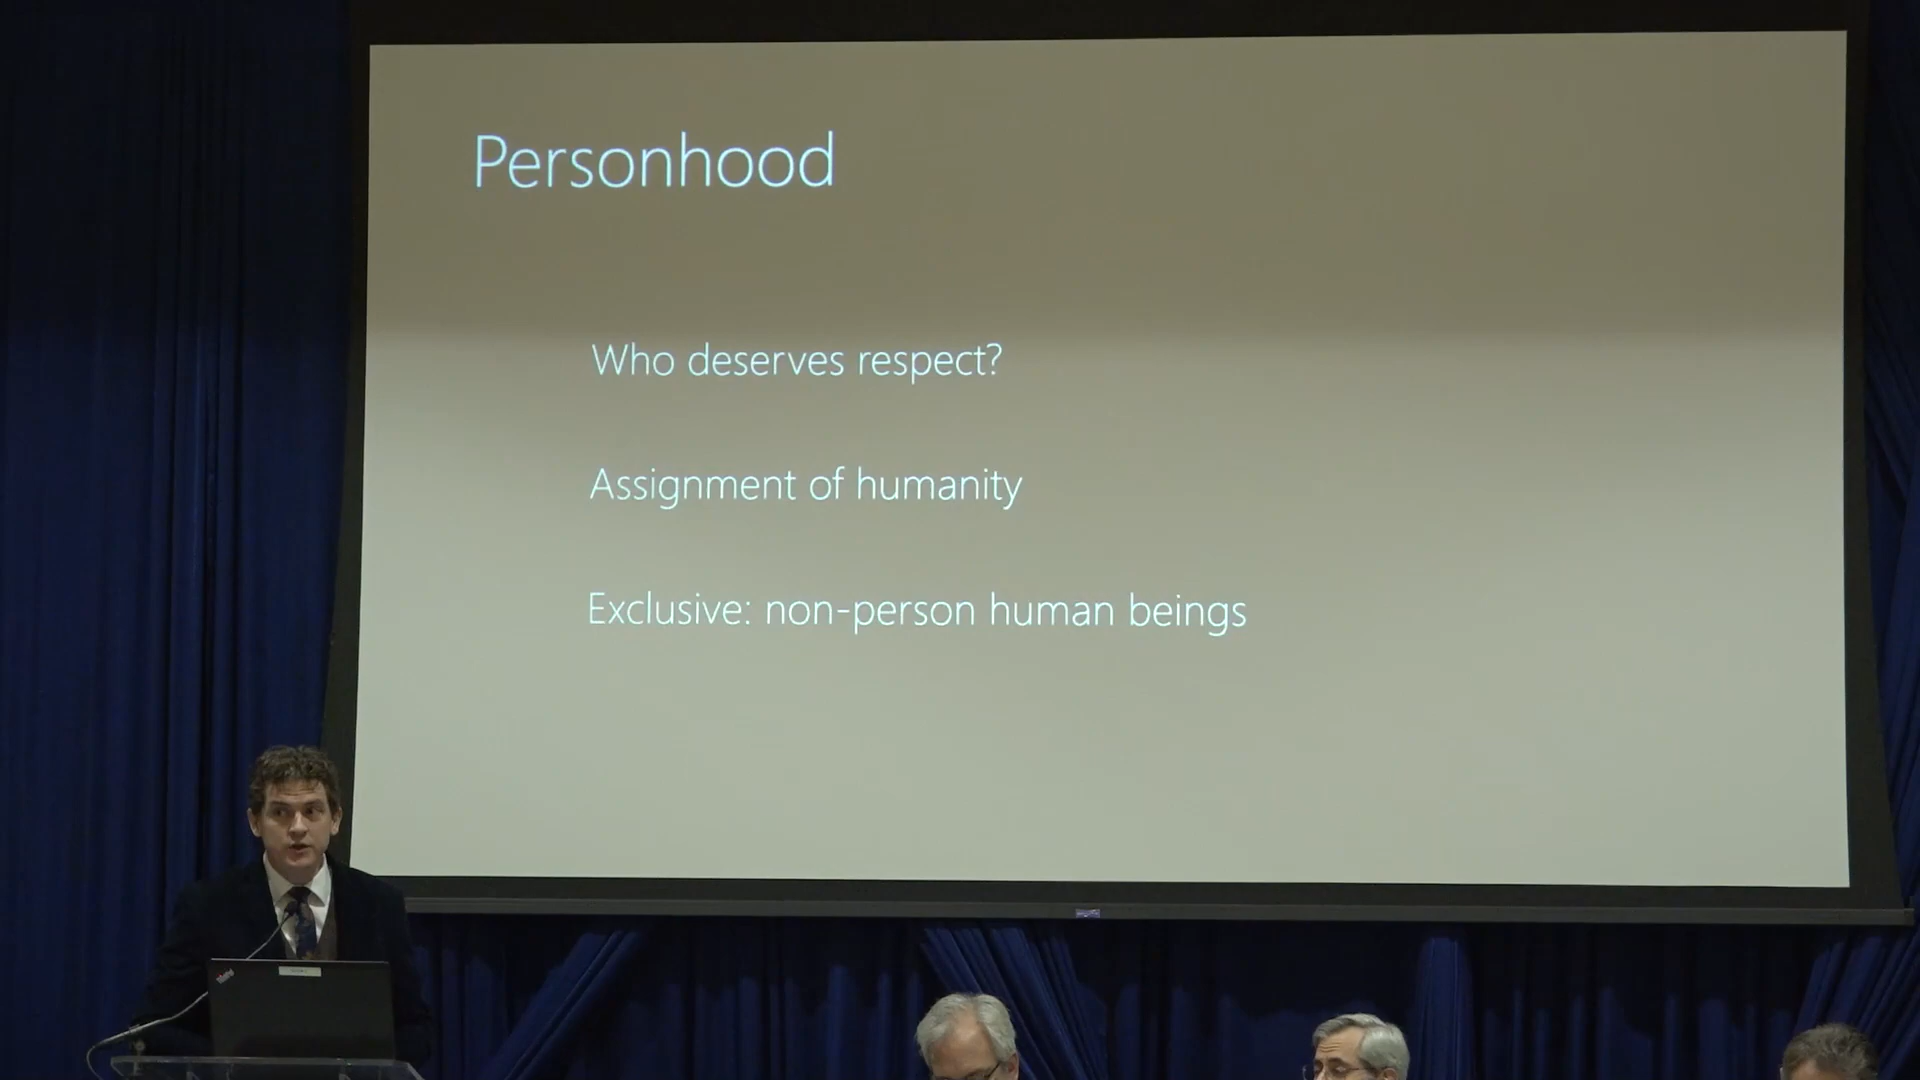 Personhood
Who deserves respect?
Assignment of humanity
Exclusive: non-person human beings